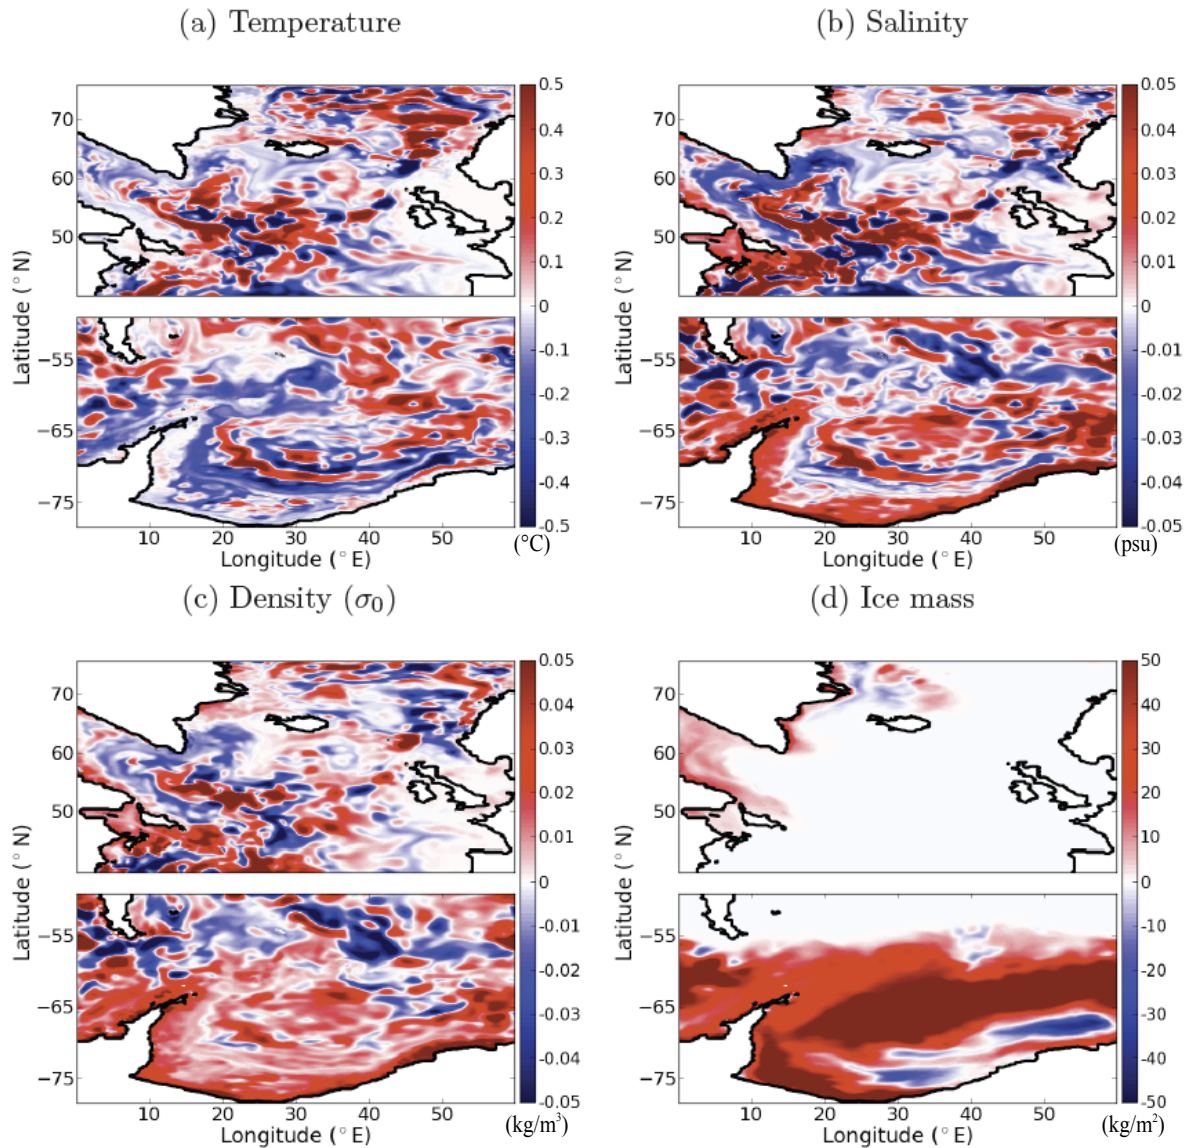 (a) Temperature
(b) Salinity
70
60
50
−55
−65
−75
Latitude (°N)
Latitude (°N)
10 20 30 40 50
Longitude (°E)
0.5
0.4
0.3
0.2
0.1
0
-0.1
-0.2
-0.3
-0.4
-0.5
(°C)
70
60
50
−55
−65
−75
Latitude (°N)
Latitude (°N)
10 20 30 40 50
Longitude (°E)
0.05
0.04
0.03
0.02
0.01
0
-0.01
-0.02
-0.03
-0.04
-0.05
(psu)
(c) Density (σ₀)
(d) Ice mass
70
60
50
−55
−65
−75
Latitude (°N)
Latitude (°N)
10 20 30 40 50
Longitude (°E)
0.05
0.04
0.03
0.02
0.01
0
-0.01
-0.02
-0.03
-0.04
-0.05
(kg/m³)
70
60
50
−55
−65
−75
Latitude (°N)
Latitude (°N)
10 20 30 40 50
Longitude (°E)
50
40
30
20
10
0
-10
-20
-30
-40
-50
(kg/m²)